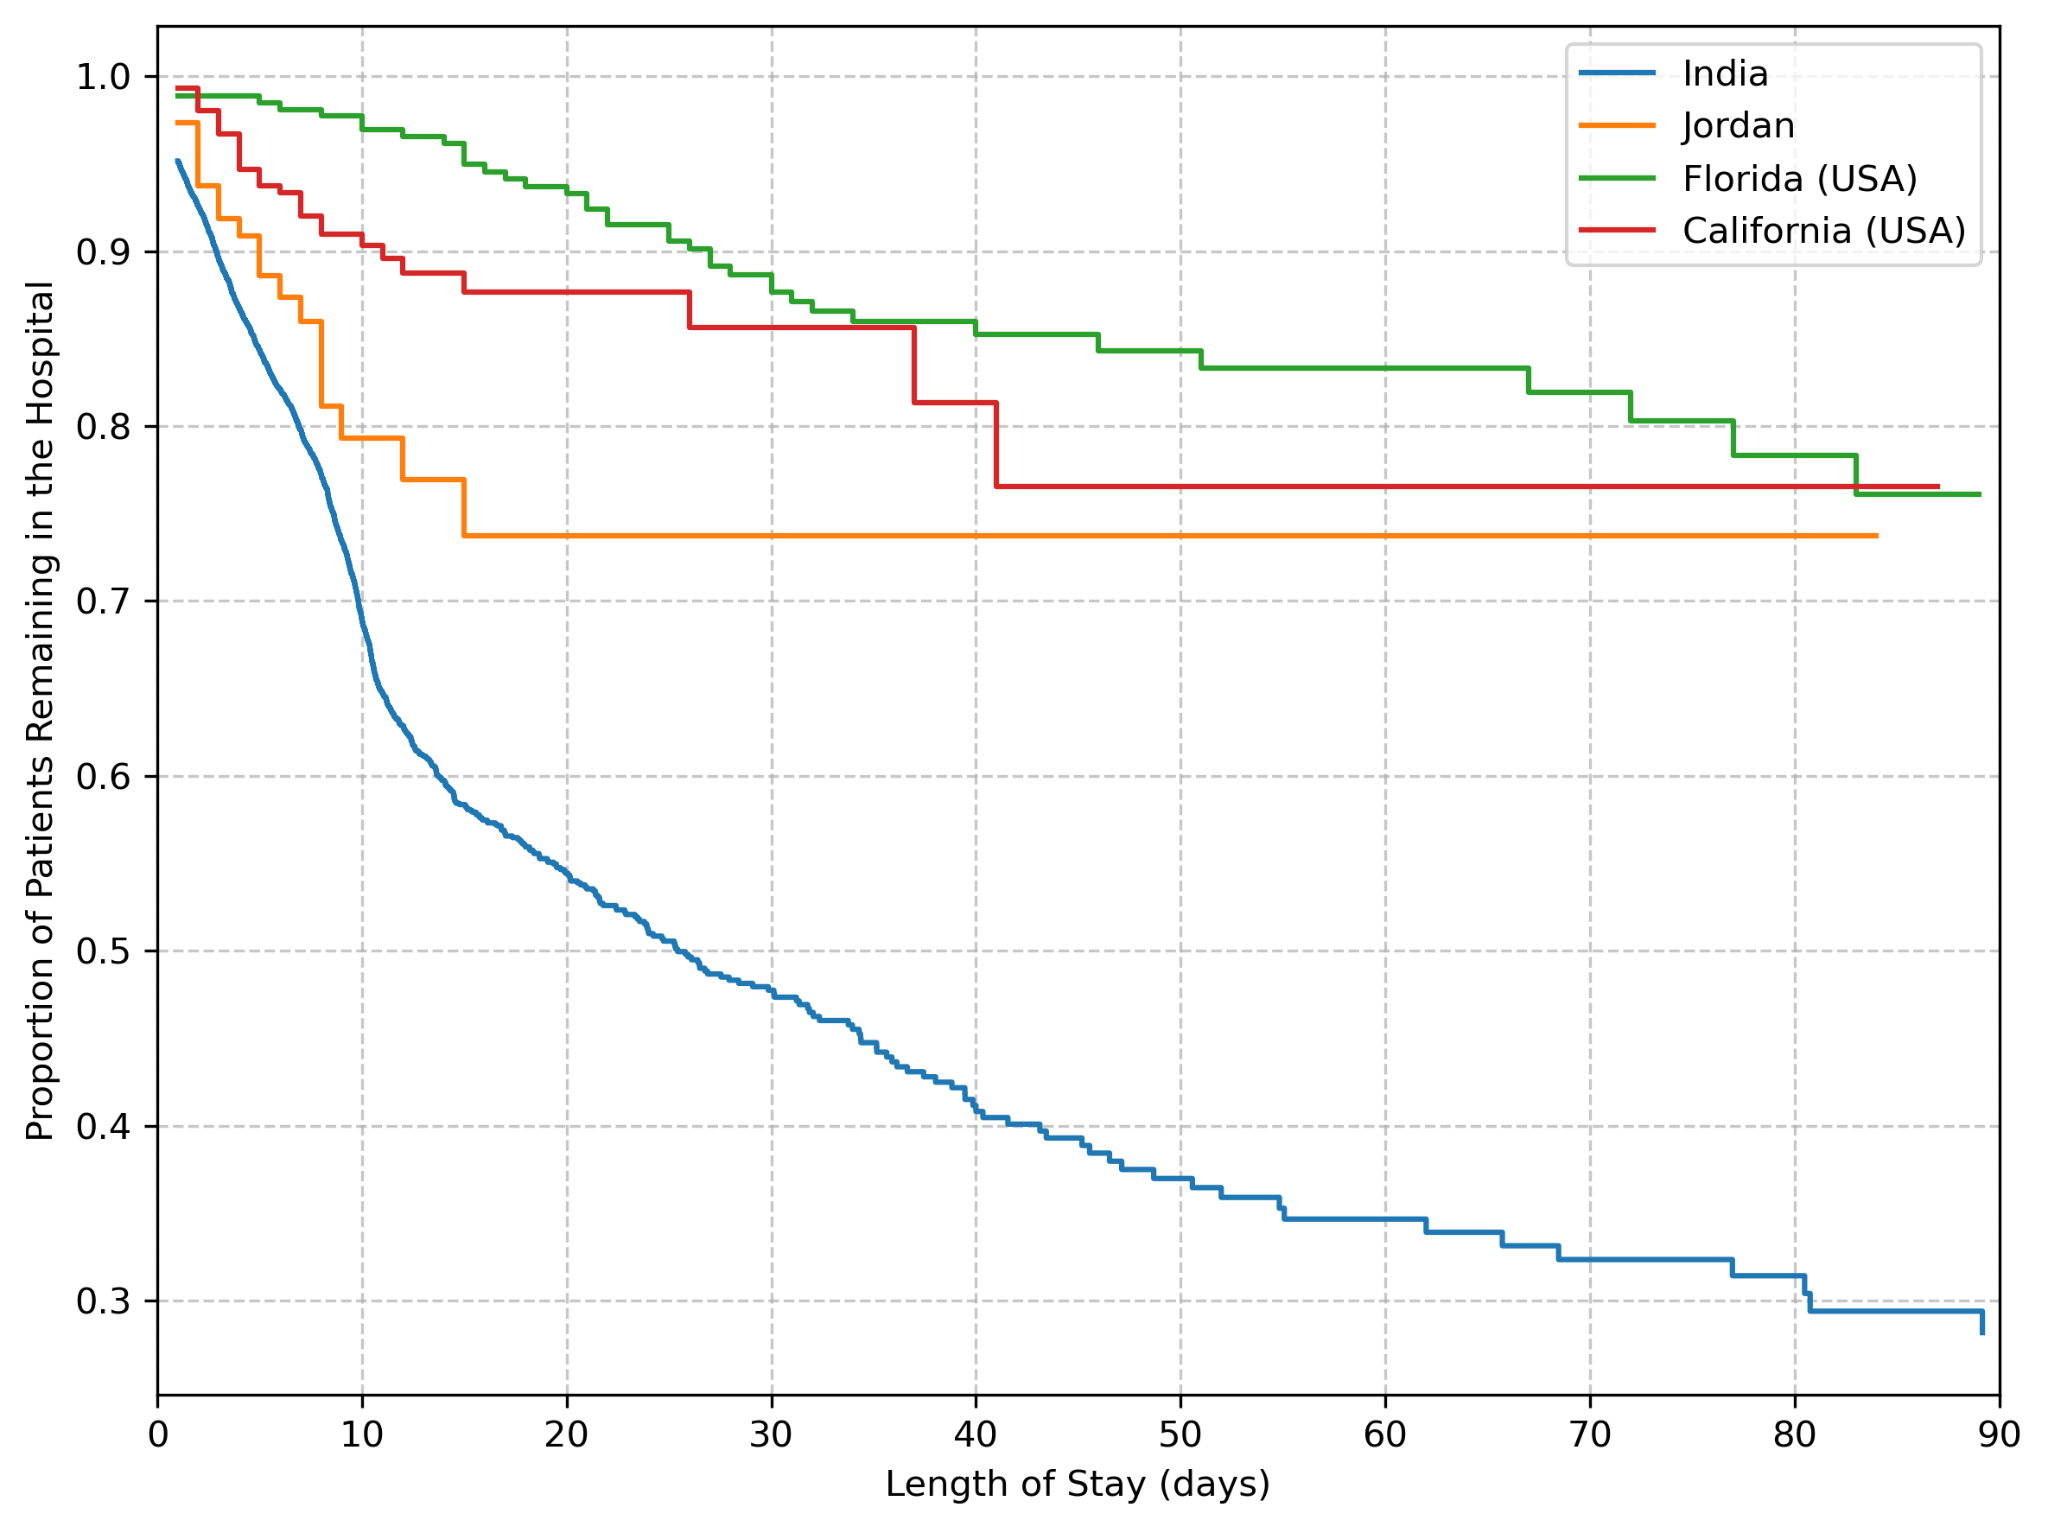 India
Jordan
Florida (USA)
California (USA)
Proportion of Patients Remaining in the Hospital
1.0
0.9
0.8
0.7
0.6
0.5
0.4
0.3
0 10 20 30 40 50 60 70 80 90
Length of Stay (days)